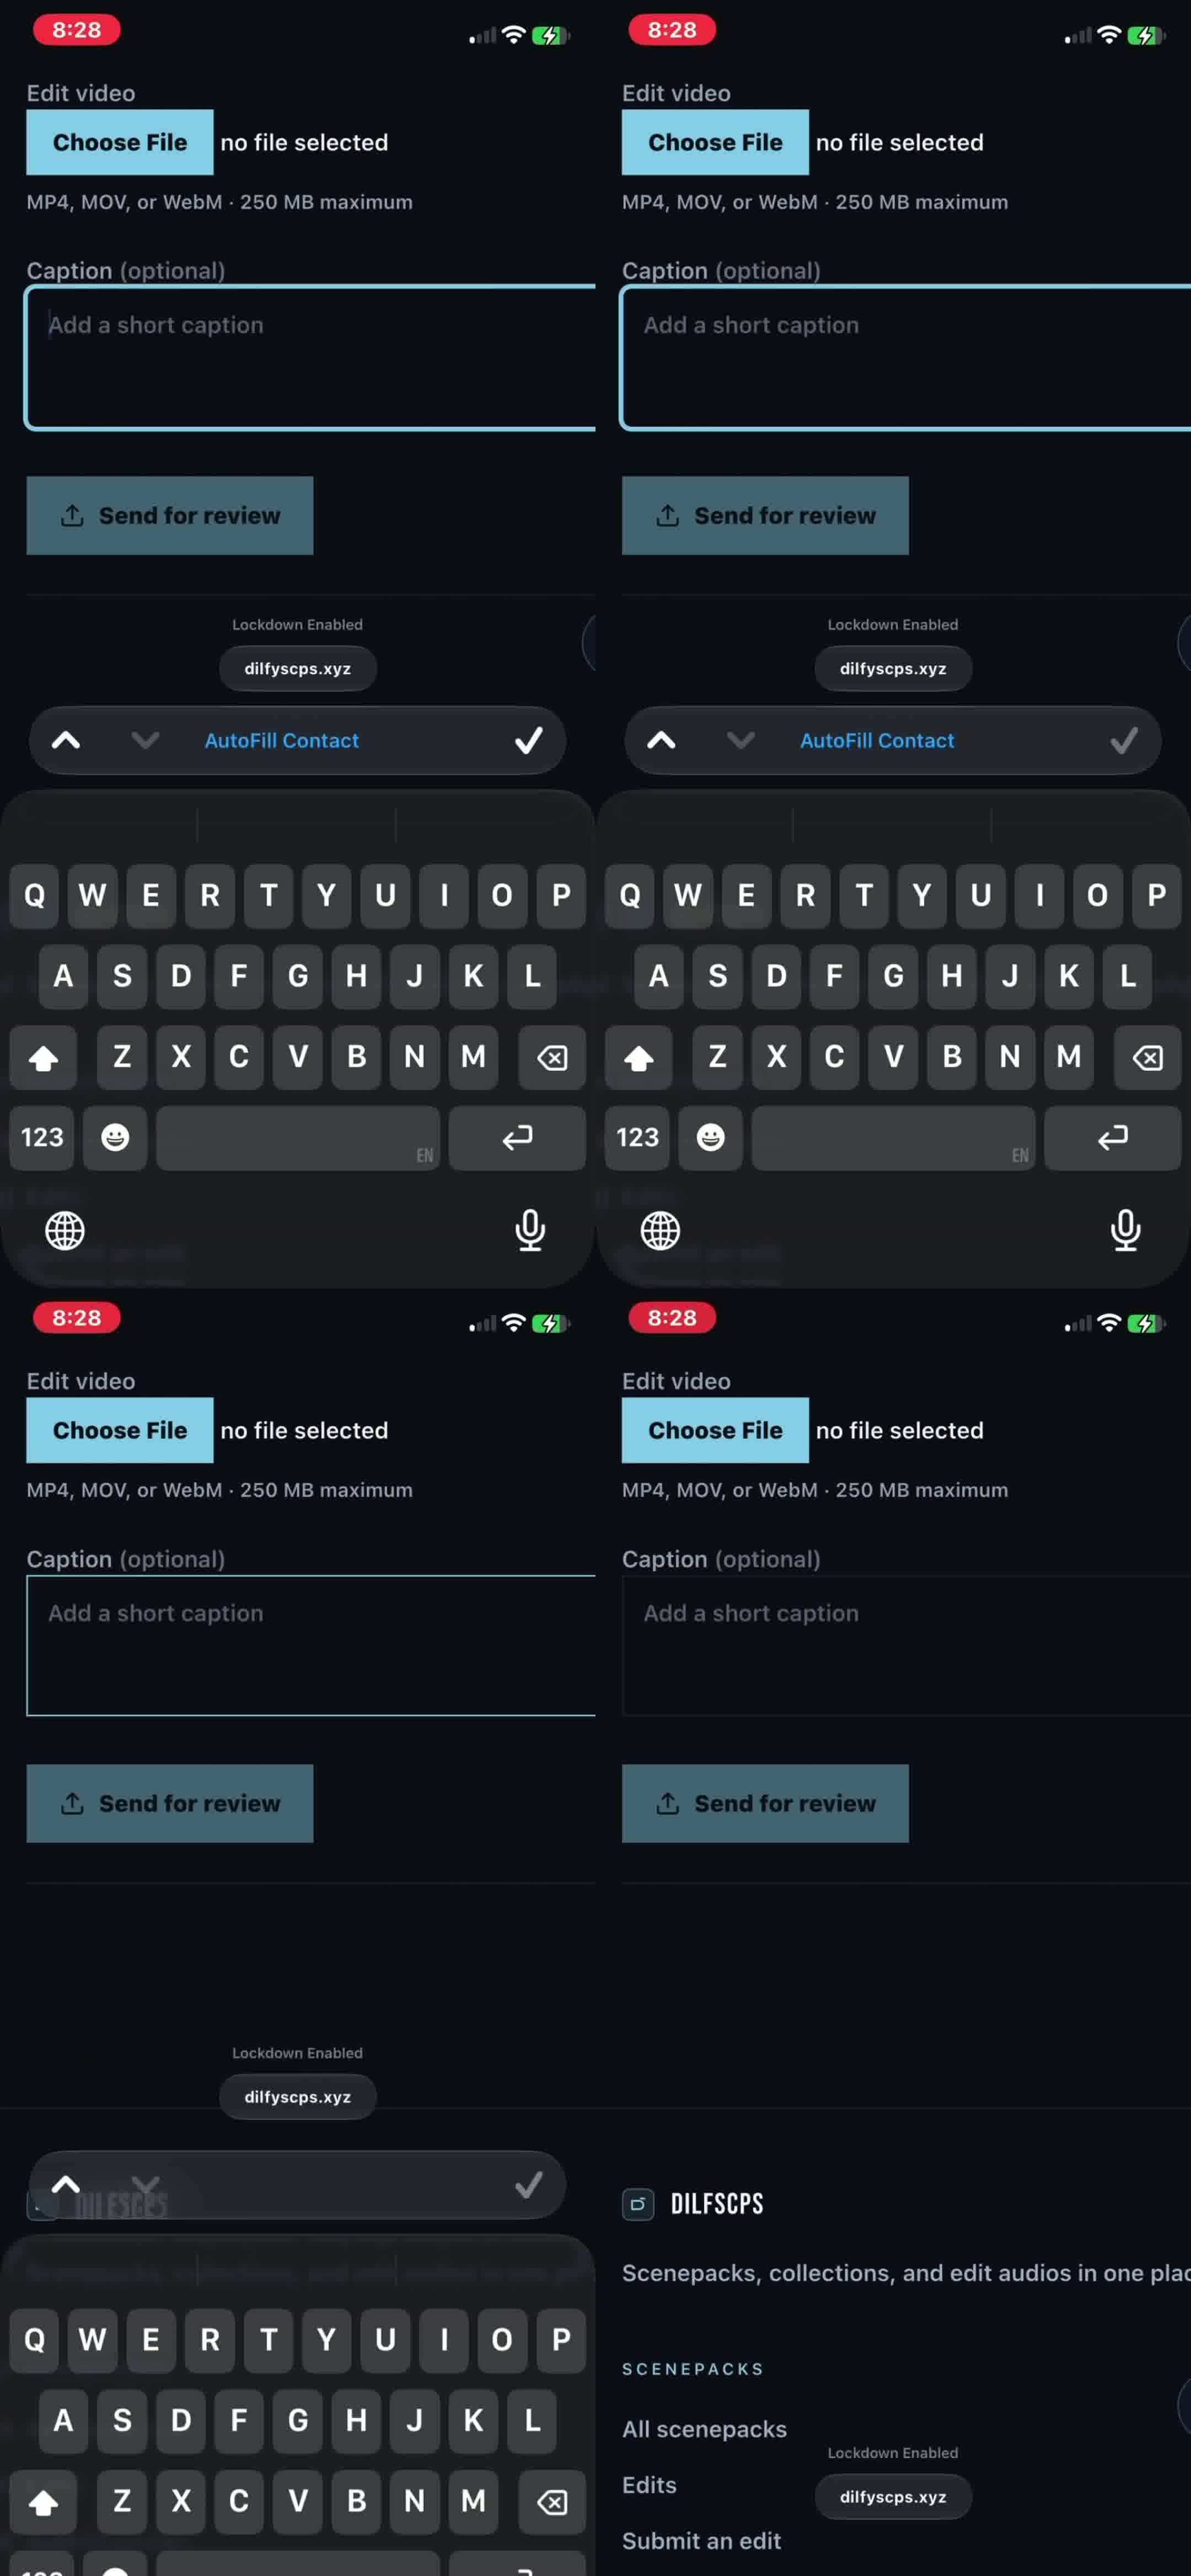 8:28
Edit video
Choose File no file selected
MP4, MOV, or WebM · 250 MB maximum
Caption (optional)
Add a short caption
Send for review
Lockdown Enabled
dilfyscps.xyz
AutoFill Contact
Q W E R T Y U I O P
A S D F G H J K L
Z X C V B N M
123
EN
8:28
Edit video
Choose File no file selected
MP4, MOV, or WebM · 250 MB maximum
Caption (optional)
Add a short caption
Send for review
Lockdown Enabled
dilfyscps.xyz
AutoFill Contact
Q W E R T Y U I O P
A S D F G H J K L
Z X C V B N M
123
EN
8:28
Edit video
Choose File no file selected
MP4, MOV, or WebM · 250 MB maximum
Caption (optional)
Add a short caption
Send for review
Lockdown Enabled
dilfyscps.xyz
Q W E R T Y U I O P
A S D F G H J K L
Z X C V B N M
8:28
Edit video
Choose File no file selected
MP4, MOV, or WebM · 250 MB maximum
Caption (optional)
Add a short caption
Send for review
DILFSCPS
Scenepacks, collections, and edit audios in one plac
SCENEPACKS
All scenepacks
Lockdown Enabled
Edits
dilfyscps.xyz
Submit an edit